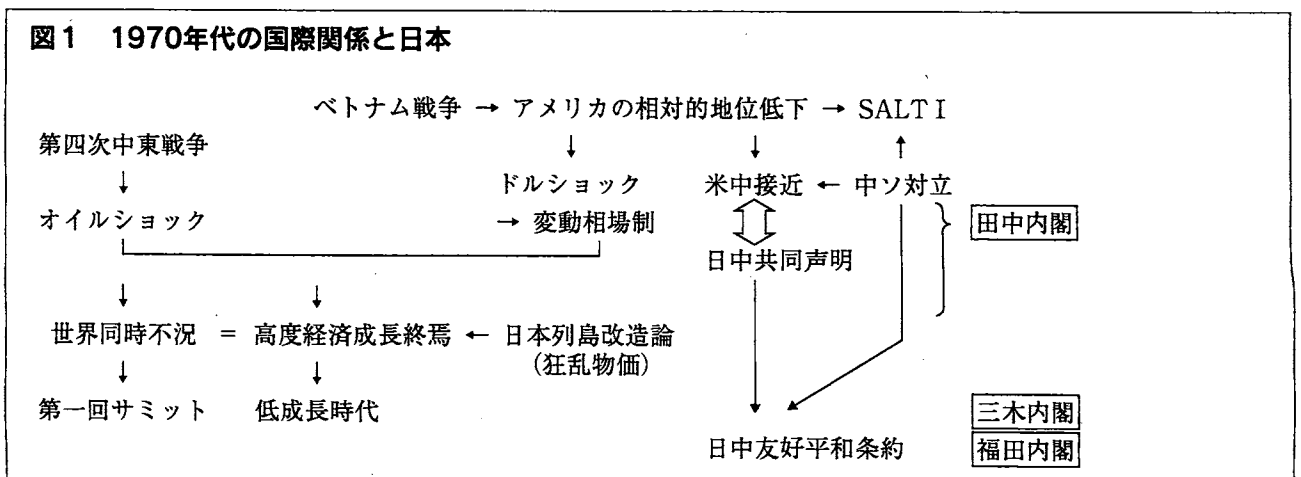 図1 1970年代の国際関係と日本
ベトナム戦争 → アメリカの相対的地位低下 → SALT I
第四次中東戦争
↓ ↓ ↑
↓ ドルショック 米中接近 ← 中ソ対立
オイルショック → 変動相場制 田中内閣
日中共同声明
↓ ↓
世界同時不況 = 高度経済成長終焉 ← 日本列島改造論
(狂乱物価)
↓ ↓
第一回サミット 低成長時代 三木内閣
日中友好平和条約 福田内閣